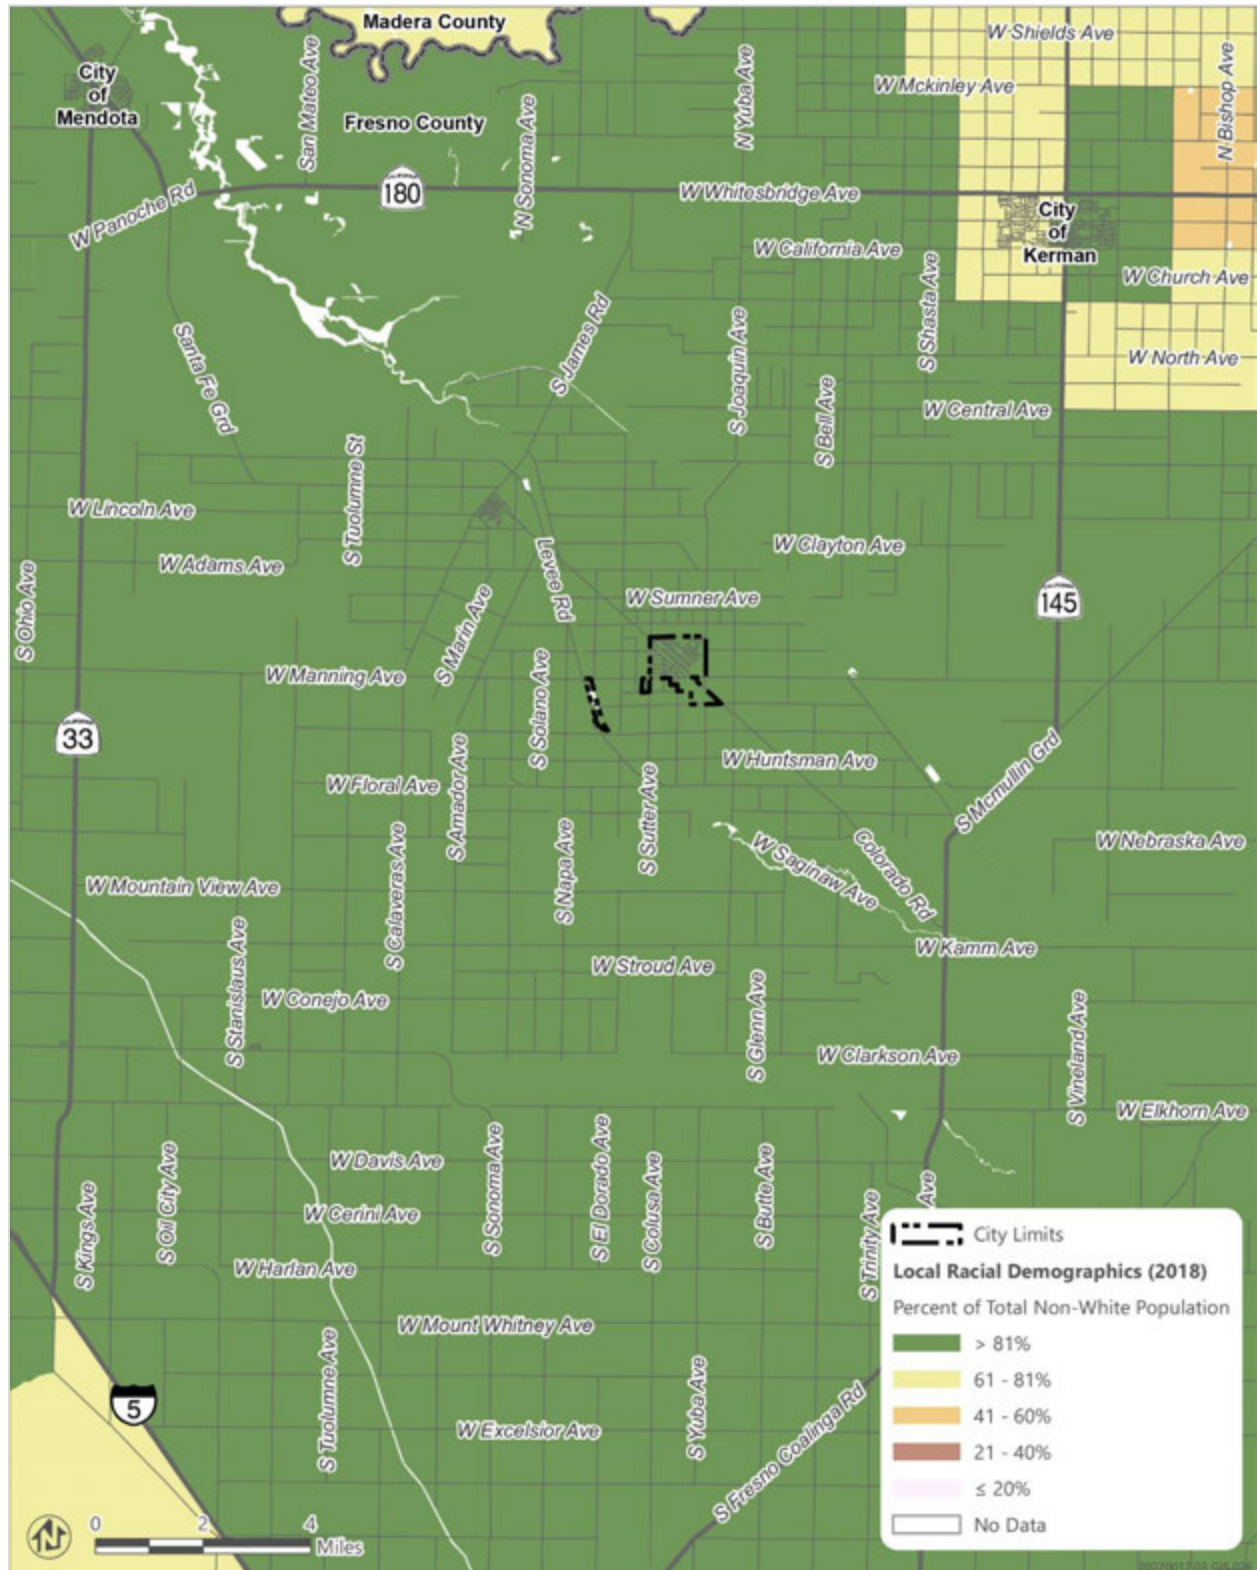 Madera County
W Shields Ave
San Mateo Ave
N Yuba Ave
N Bishop Ave
City
of
Mendota
W Mckinley Ave
Fresno County
N Sonoma Ave
CALIFORNIA
180
W Whitesbridge Ave
W Panoche Rd
City
of
Kerman
W California Ave
W Church Ave
S Shasta Ave
S James Rd
S Joaquin Ave
W North Ave
Santa Fe Grd
S Bell Ave
W Central Ave
S Tuolumne St
W Lincoln Ave
W Clayton Ave
W Adams Ave
Levee Rd
S Ohio Ave
W Sumner Ave
145
S Marin Ave
W Manning Ave
S Solano Ave
CALIFORNIA
33
W Huntsman Ave
S Mcmullin Grd
W Floral Ave
S Amador Ave
S Sutter Ave
S Calaveras Ave
S Napa Ave
W Saginaw Ave
Colorado Rd
W Nebraska Ave
W Mountain View Ave
S Stanislaus Ave
W Kamm Ave
W Stroud Ave
W Conejo Ave
S Glenn Ave
S Vineland Ave
W Clarkson Ave
W Elkhorn Ave
S Oil City Ave
W Davis Ave
S Sonoma Ave
S El Dorado Ave
S Colusa Ave
S Butte Ave
S Kings Ave
W Cerini Ave
S Trinity Ave
Ave
W Harlan Ave
W Mount Whitney Ave
S Tuolumne Ave
S Yuba Ave
5
W Excelsior Ave
S Fresno Coalinga Rd
City Limits
Local Racial Demographics (2018)
Percent of Total Non-White Population
> 81%
61 - 81%
41 - 60%
21 - 40%
≤ 20%
No Data
N
0 2 4
Miles